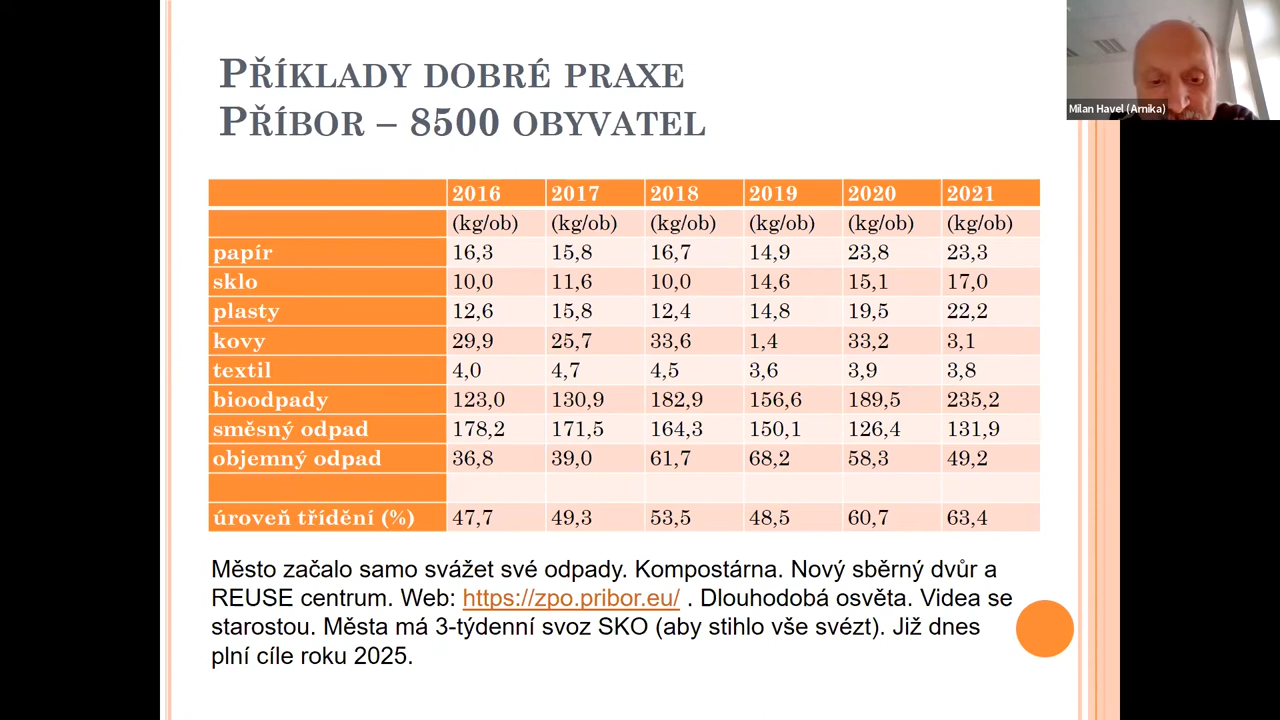 Příklady dobré praxe
Příbor – 8500 obyvatel
Milan Havel (Arnika)
2016 2017 2018 2019 2020 2021
(kg/ob) (kg/ob) (kg/ob) (kg/ob) (kg/ob) (kg/ob)
papír 16,3 15,8 16,7 14,9 23,8 23,3
sklo 10,0 11,6 10,0 14,6 15,1 17,0
plasty 12,6 15,8 12,4 14,8 19,5 22,2
kovy 29,9 25,7 33,6 1,4 33,2 3,1
textil 4,0 4,7 4,5 3,6 3,9 3,8
bioodpady 123,0 130,9 182,9 156,6 189,5 235,2
směsný odpad 178,2 171,5 164,3 150,1 126,4 131,9
objemný odpad 36,8 39,0 61,7 68,2 58,3 49,2
úroveň třídění (%) 47,7 49,3 53,5 48,5 60,7 63,4
Město začalo samo svážet své odpady. Kompostárna. Nový sběrný dvůr a
REUSE centrum. Web: https://zpo.pribor.eu/ . Dlouhodobá osvěta. Videa se
starostou. Města má 3-týdenní svoz SKO (aby stihlo vše svézt). Již dnes
plní cíle roku 2025.